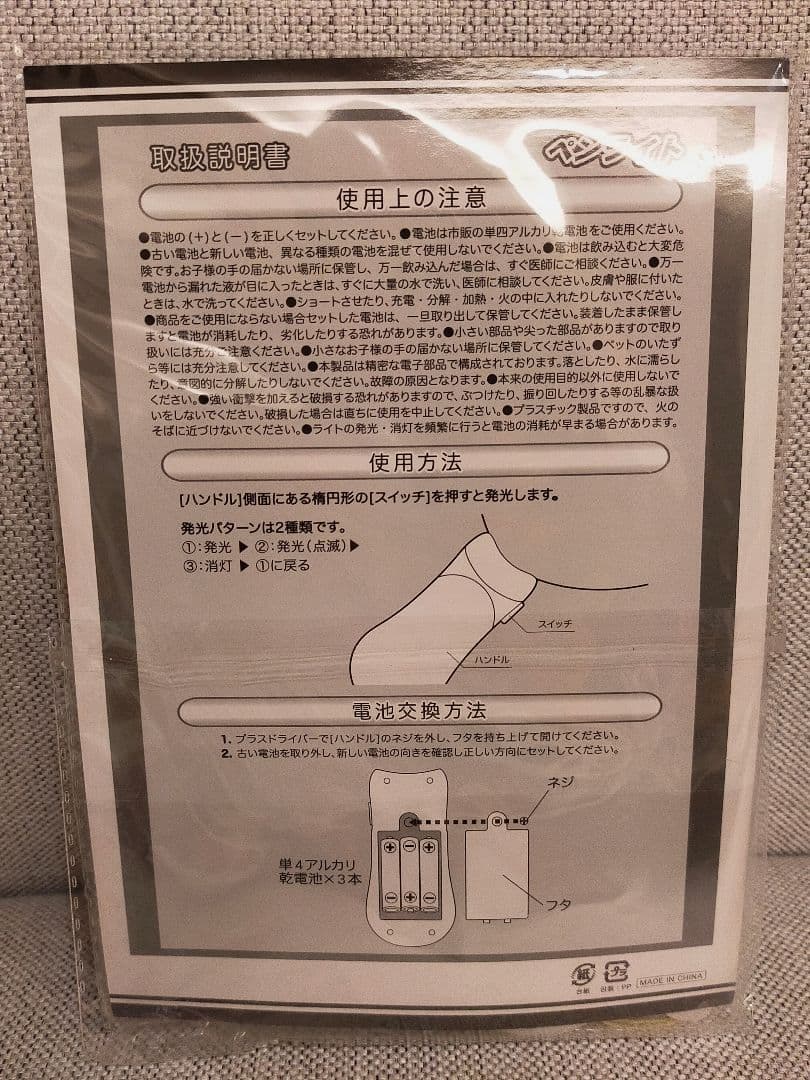 取扱説明書
ペンライト
使用上の注意
●電池の(+)と(−)を正しくセットしてください。●電池は市販の単四アルカリ乾電池をご使用ください。
●古い電池と新しい電池、異なる種類の電池を混ぜて使用しないでください。●電池は飲み込むと大変危
険です。お子様の手の届かない場所に保管し、万一飲み込んだ場合は、すぐ医師にご相談ください。●万一
電池から漏れた液が目に入ったときは、すぐに大量の水で洗い、医師に相談してください。皮膚や服に付いた
ときは、水で洗ってください。●ショートさせたり、充電・分解・加熱・火の中に入れたりしないでください。
●商品をご使用にならない場合セットした電池は、一旦取り出して保管してください。装着したまま保管し
ますと電池が消耗したり、劣化したりする恐れがあります。●小さい部品や尖った部品がありますので取り
扱いには充分ご注意ください。●小さなお子様の手の届かない場所に保管してください。●ペットのいたず
ら等には充分注意してください。●本製品は精密な電子部品で構成されております。落としたり、水に濡らし
たり、意図的に分解したりしないでください。故障の原因となります。●本来の使用目的以外に使用しないで
ください。●強い衝撃を加えると破損する恐れがありますので、ぶつけたり、振り回したりする等の乱暴な扱
いをしないでください。破損した場合は直ちに使用を中止してください。●プラスチック製品ですので、火の
そばに近づけないでください。●ライトの発光・消灯を頻繁に行うと電池の消耗が早まる場合があります。
使用方法
[ハンドル]側面にある楕円形の[スイッチ]を押すと発光します。
発光パターンは2種類です。
①:発光 ▶ ②:発光(点滅)▶
③:消灯 ▶ ①に戻る
スイッチ
ハンドル
電池交換方法
1. プラスドライバーで[ハンドル]のネジを外し、フタを持ち上げて開けてください。
2. 古い電池を取り外し、新しい電池の向きを確認し正しい方向にセットしてください。
ネジ
単4アルカリ
乾電池×3本
フタ
紙 プラ
台紙 包装:PP MADE IN CHINA